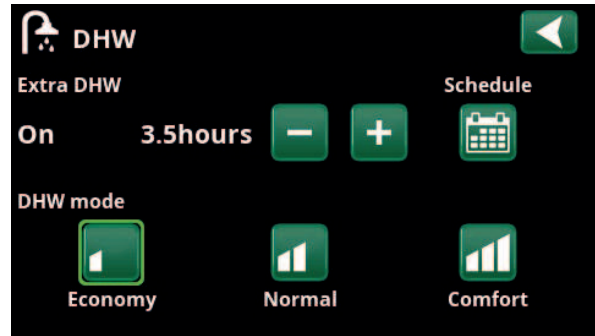 DHW
Extra DHW
Schedule
On 3.5hours - +
DHW mode
Economy Normal Comfort